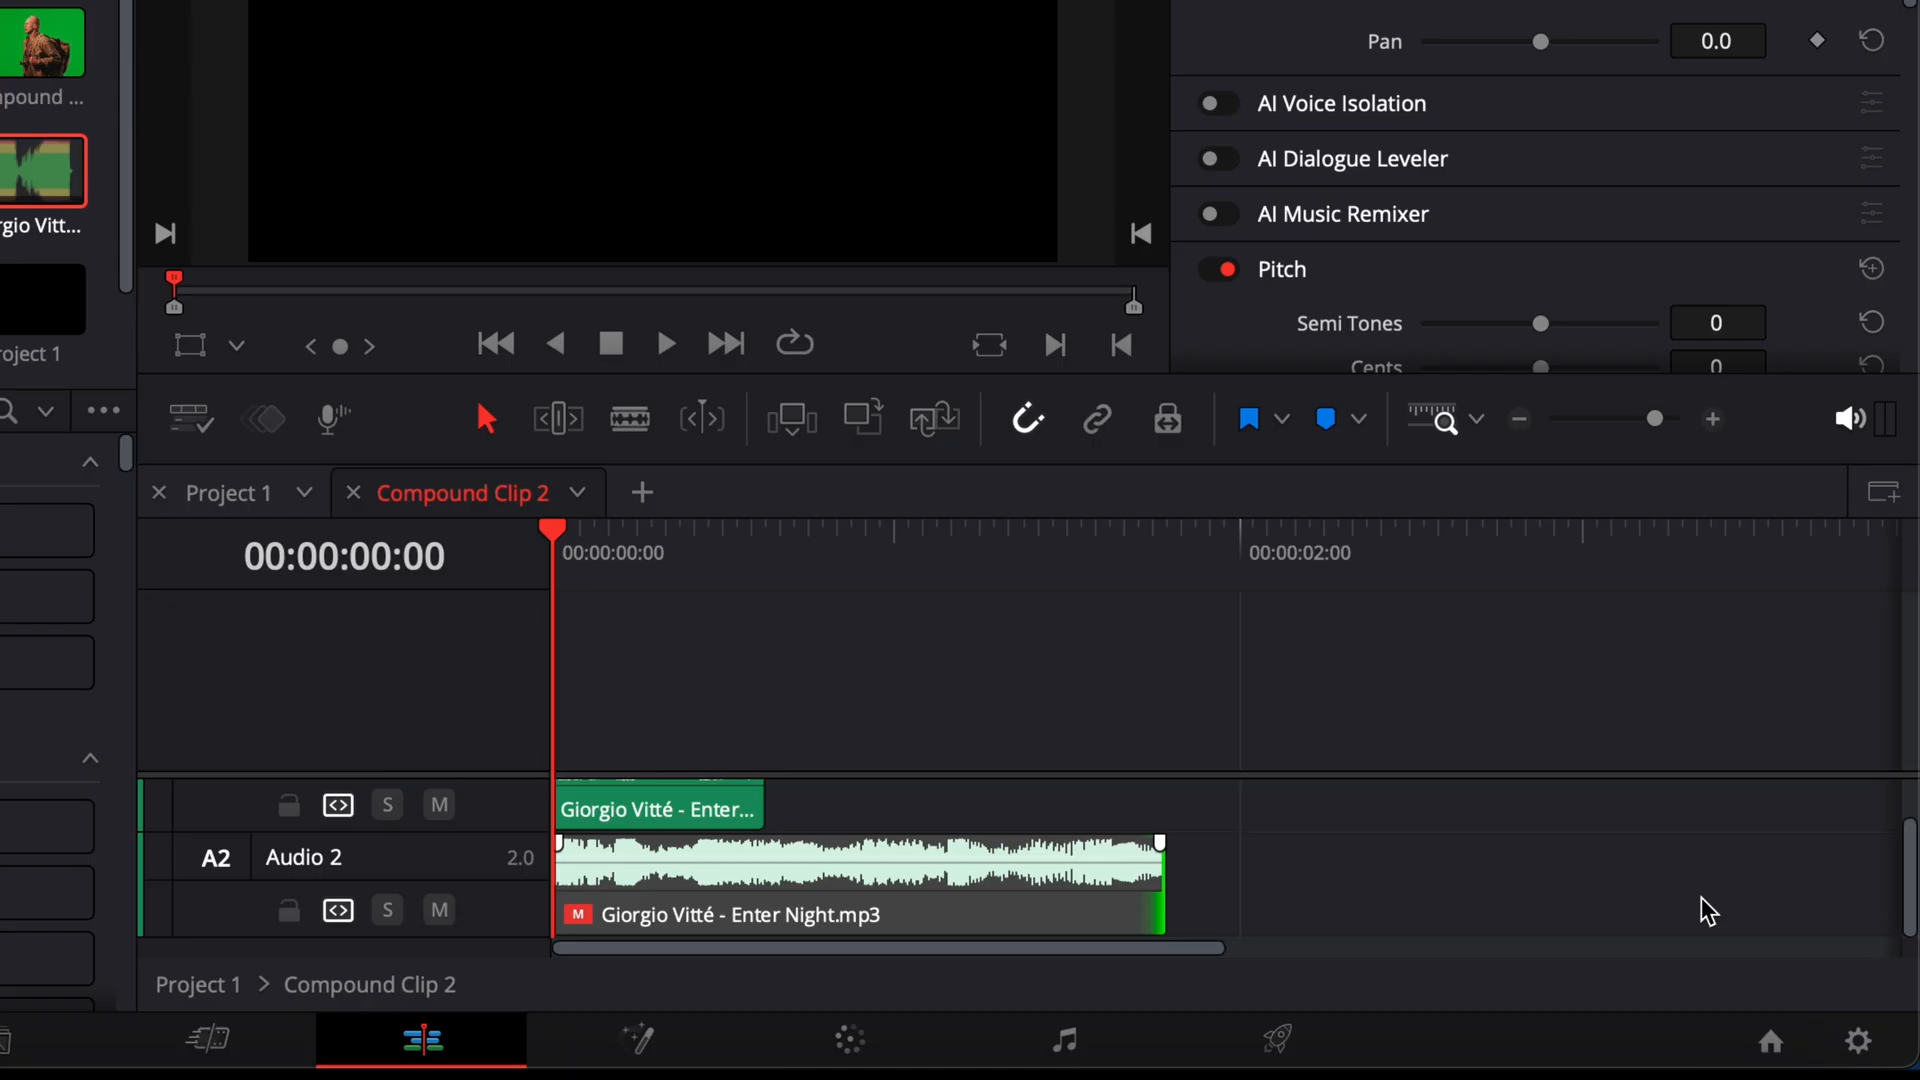 Pan
0.0
pound ...
AI Voice Isolation
AI Dialogue Leveler
AI Music Remixer
rgio Vitt...
Pitch
Semi Tones
0
roject 1
Cents
0
Project 1
Compound Clip 2
00:00:00:00
00:00:00:00
00:00:02:00
S
M
Giorgio Vitté - Enter...
A2
Audio 2
2.0
S
M
M
Giorgio Vitté - Enter Night.mp3
Project 1 > Compound Clip 2